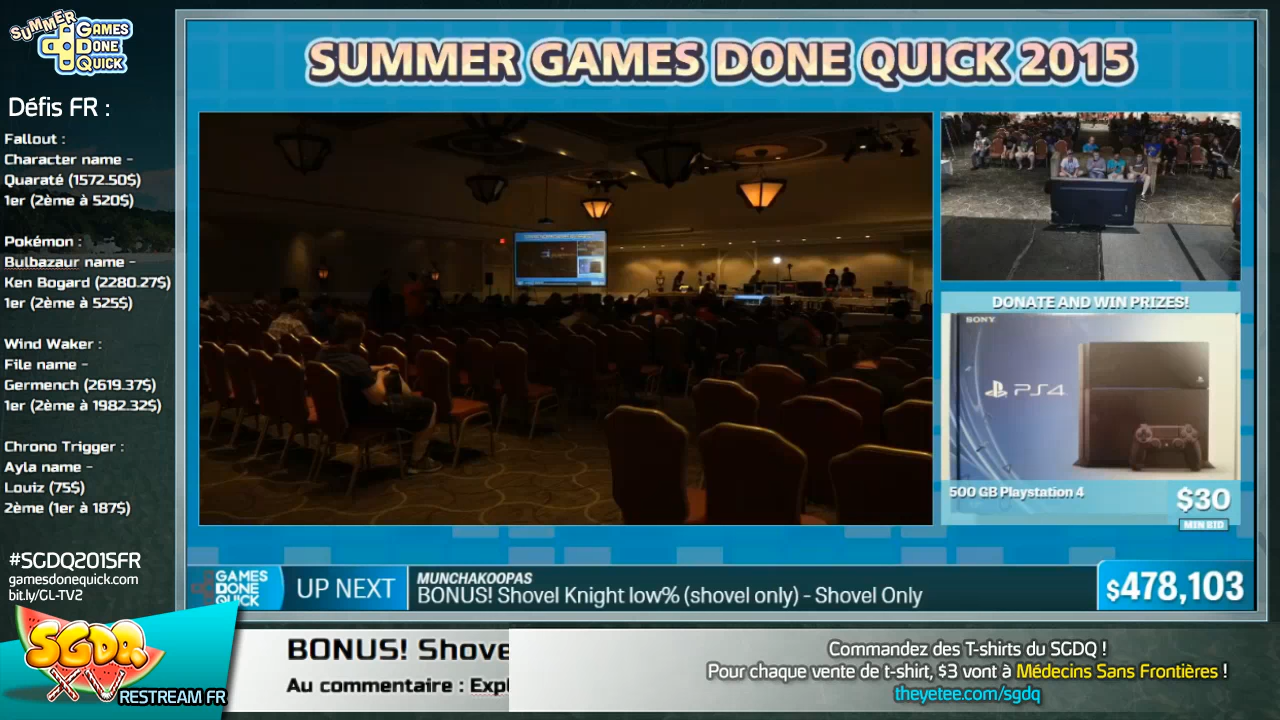 SUMMER
GAMES
DONE
QUICK
Défis FR :
Fallout :
Character name -
Quaraté (1572.50$)
1er (2ème à 520$)
Pokémon :
Bulbazaur name -
Ken Bogard (2280.27$)
1er (2ème à 525$)
Wind Waker :
File name -
Germench (2619.37$)
1er (2ème à 1982.32$)
Chrono Trigger :
Ayla name -
Louiz (75$)
2ème (1er à 187$)
#SGDQ2015FR
gamesdonequick.com
bit.ly/GL-TV2
SGDQ
XV
RESTREAM FR
SUMMER GAMES DONE QUICK 2015
DONATE AND WIN PRIZES!
SONY
PS4
500 GB Playstation 4
$30
MIN BID
GAMES
DONE
QUICK
UP NEXT
MUNCHAKOOPAS
BONUS! Shovel Knight low% (shovel only) - Shovel Only
$478,103
BONUS! Shove
Au commentaire : Expl
Commandez des T-shirts du SGDQ !
Pour chaque vente de t-shirt, $3 vont à Médecins Sans Frontières !
theyetee.com/sgdq